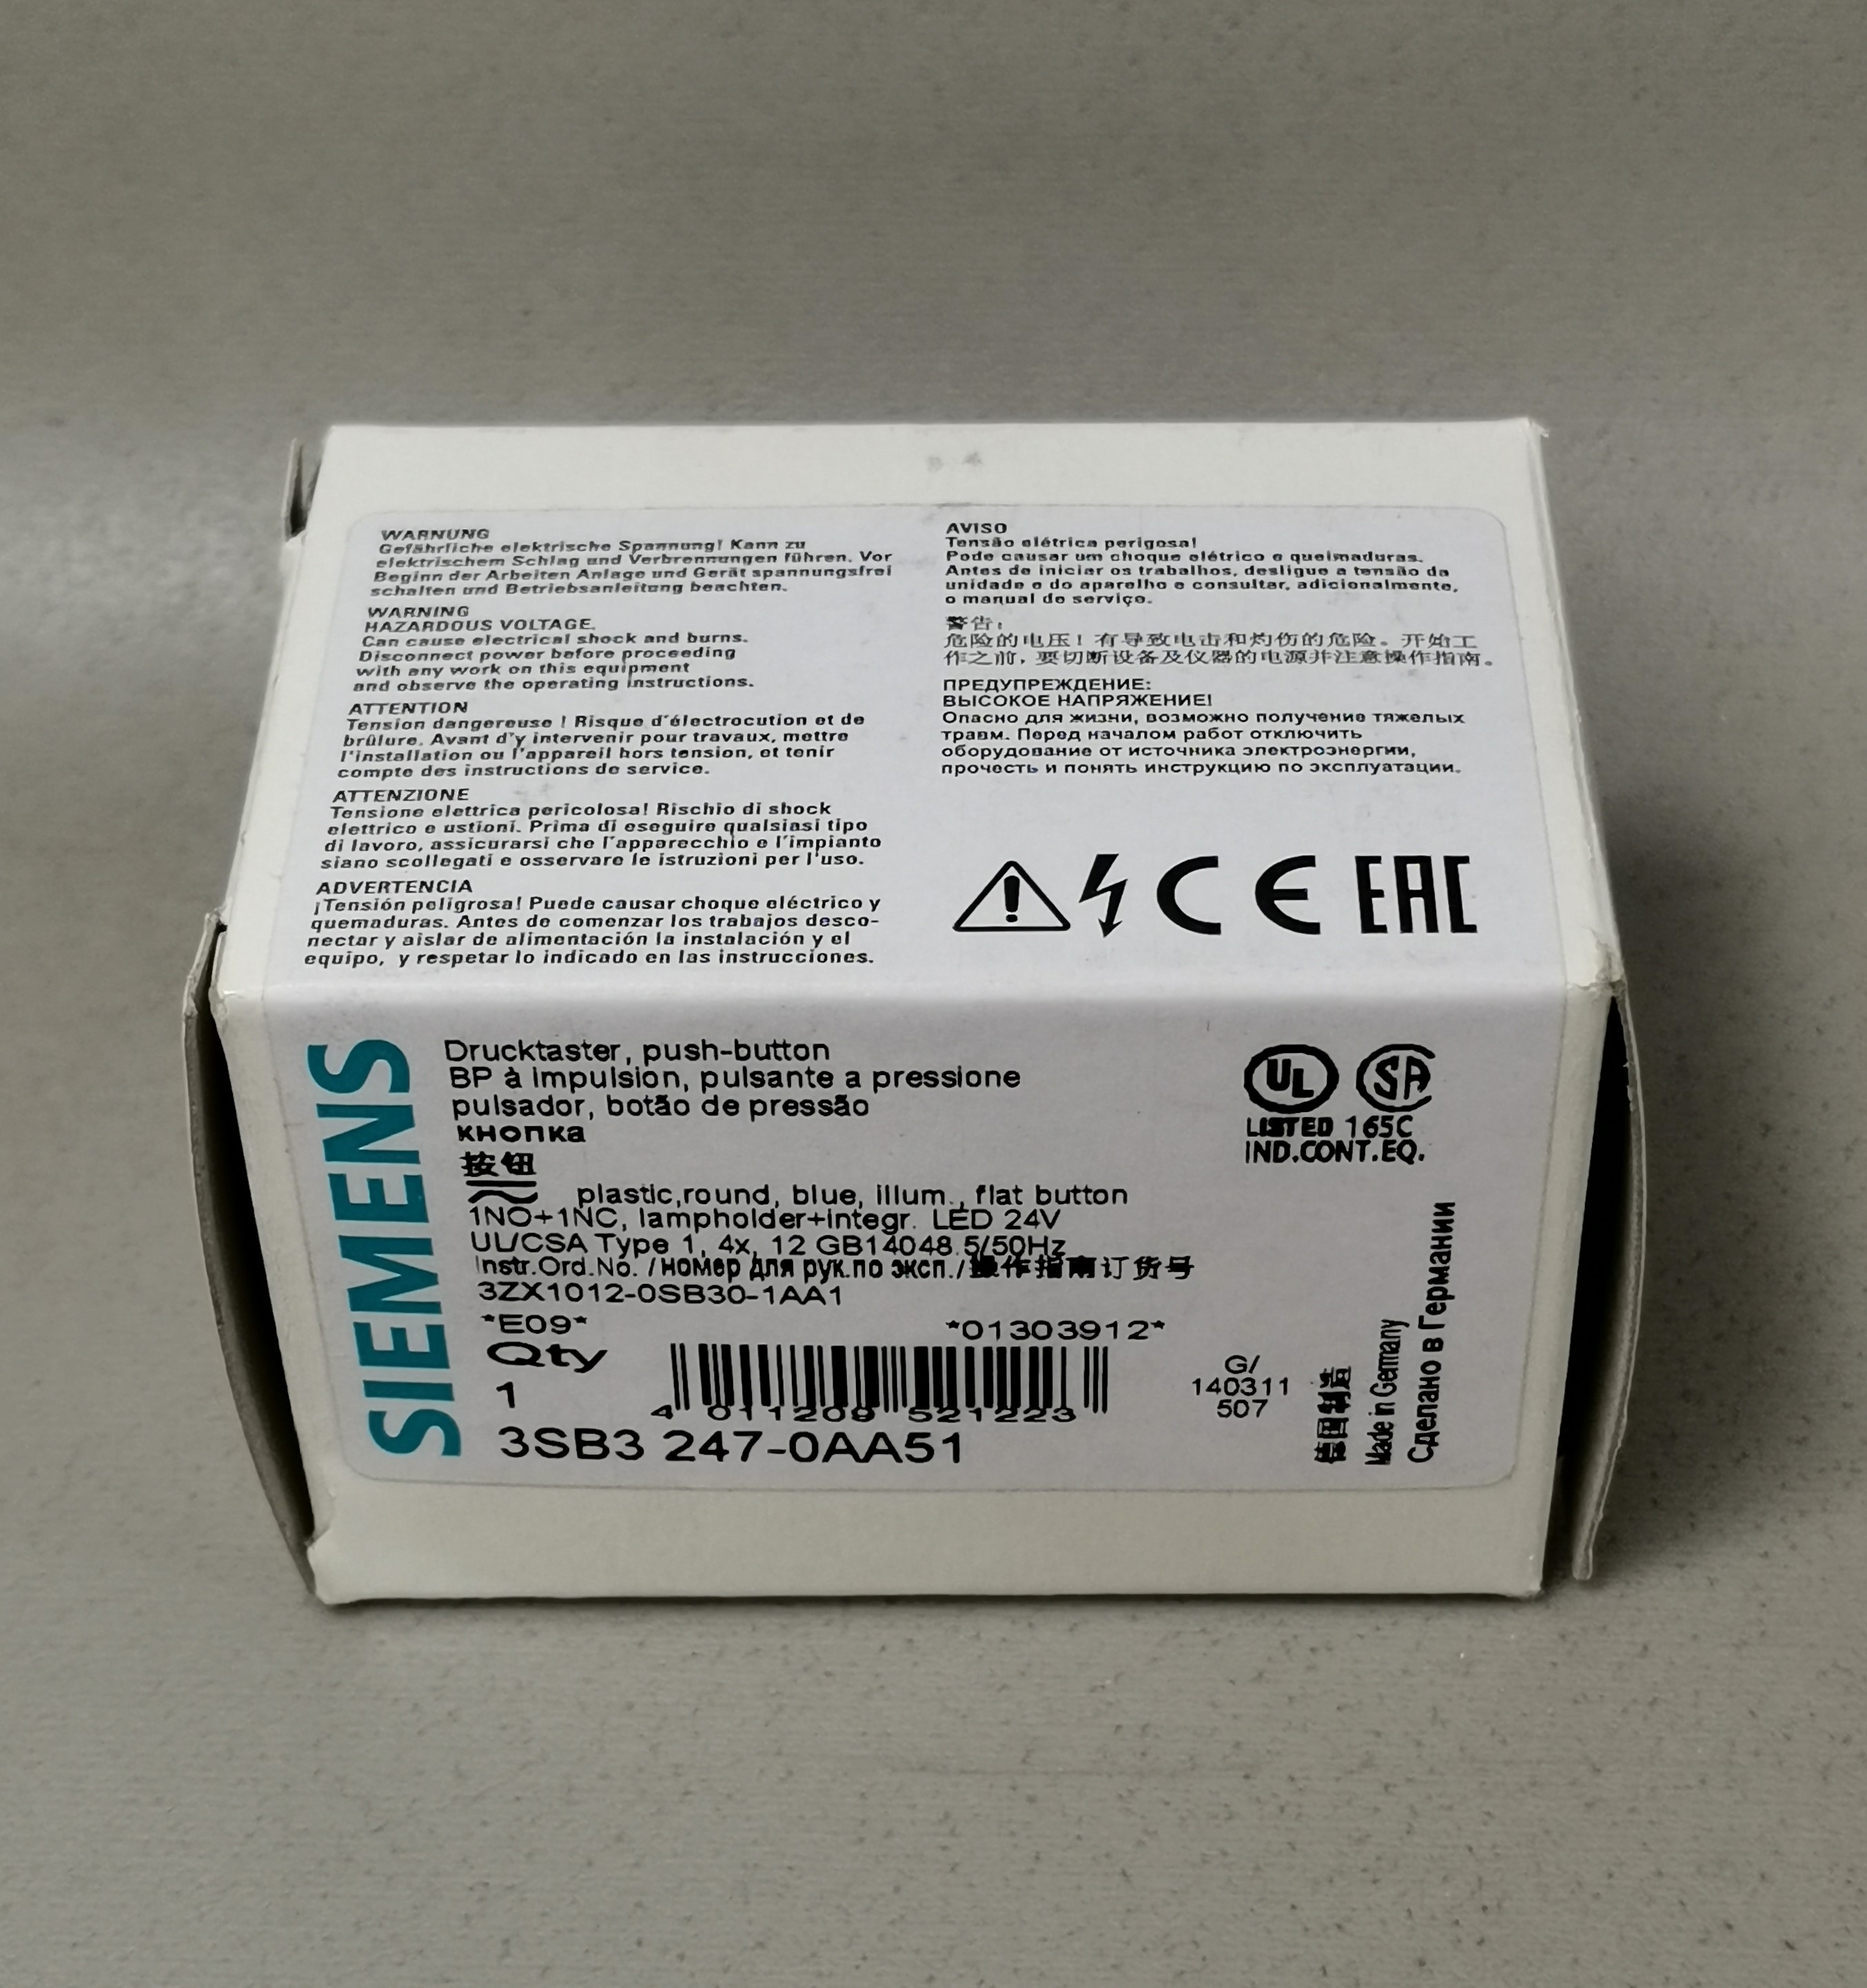 WARNUNG
Gefährliche elektrische Spannung! Kann zu
elektrischem Schlag und Verbrennungen führen. Vor
Beginn der Arbeiten Anlage und Gerät spannungsfrei
schalten und Betriebsanleitung beachten.
WARNING
HAZARDOUS VOLTAGE.
Can cause electrical shock and burns.
Disconnect power before proceeding
with any work on this equipment
and observe the operating instructions.
ATTENTION
Tension dangereuse ! Risque d'électrocution et de
brûlure. Avant d'y intervenir pour travaux, mettre
l'installation ou l'appareil hors tension, et tenir
compte des instructions de service.
ATTENZIONE
Tensione elettrica pericolosa! Rischio di shock
elettrico e ustioni. Prima di eseguire qualsiasi tipo
di lavoro, assicurarsi che l'apparecchio e l'impianto
siano scollegati e osservare le istruzioni per l'uso.
ADVERTENCIA
¡Tensión peligrosa! Puede causar choque eléctrico y
quemaduras. Antes de comenzar los trabajos desco-
nectar y aislar de alimentación la instalación y el
equipo, y respetar lo indicado en las instrucciones.
AVISO
Tensão elétrica perigosa!
Pode causar um choque elétrico e queimaduras.
Antes de iniciar os trabalhos, desligue a tensão da
unidade e do aparelho e consultar, adicionalmente,
o manual de serviço.
警告:
危险的电压！有导致电击和灼伤的危险。开始工
作之前，要切断设备及仪器的电源并注意操作指南。
ПРЕДУПРЕЖДЕНИЕ:
ВЫСОКОЕ НАПРЯЖЕНИЕ!
Опасно для жизни, возможно получение тяжелых
травм. Перед началом работ отключить
оборудование от источника электроэнергии,
прочесть и понять инструкцию по эксплуатации.
CE EAC
SIEMENS
Drucktaster, push-button
BP à impulsion, pulsante a pressione
pulsador, botão de pressão
кнопка
按钮
plastic,round, blue, illum., flat button
1NO+1NC, lampholder+integr. LED 24V
UL/CSA Type 1, 4x, 12 GB14048.5/50Hz
Instr.Ord.No. /номер для рук.по эксп./操作指南订货号
3ZX1012-0SB30-1AA1
*E09* *01303912*
Qty
1
4 011209 521223
3SB3 247-0AA51
UL SA
LISTED 165C
IND.CONT.EQ.
G/
140311
507
德国制造
Made in Germany
Сделано в Германии